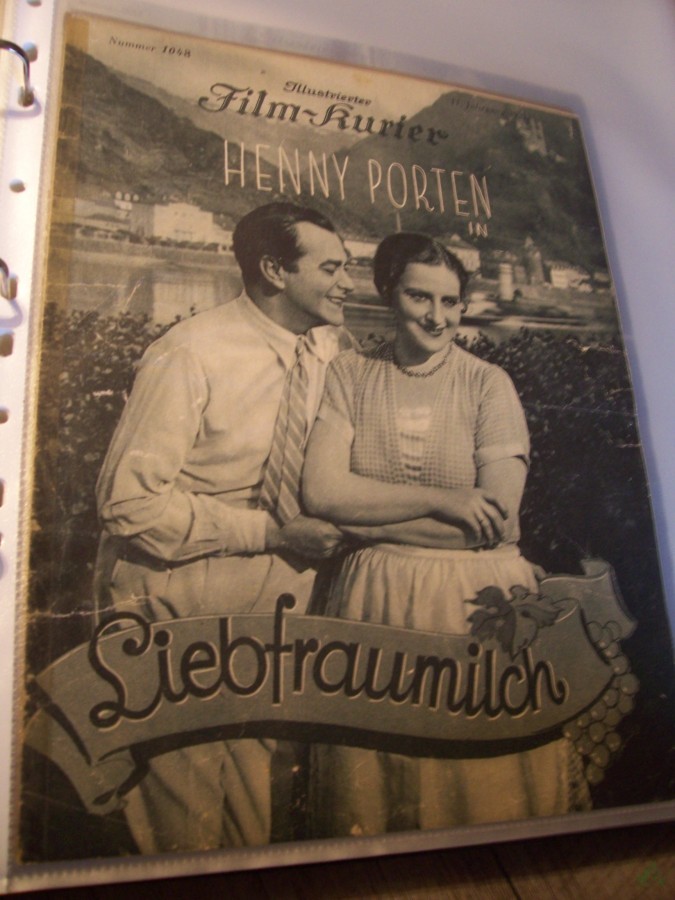 Nummer 1048
Illustrierter
Film-Kurier
HENNY PORTEN
IN
Liebfraumilch